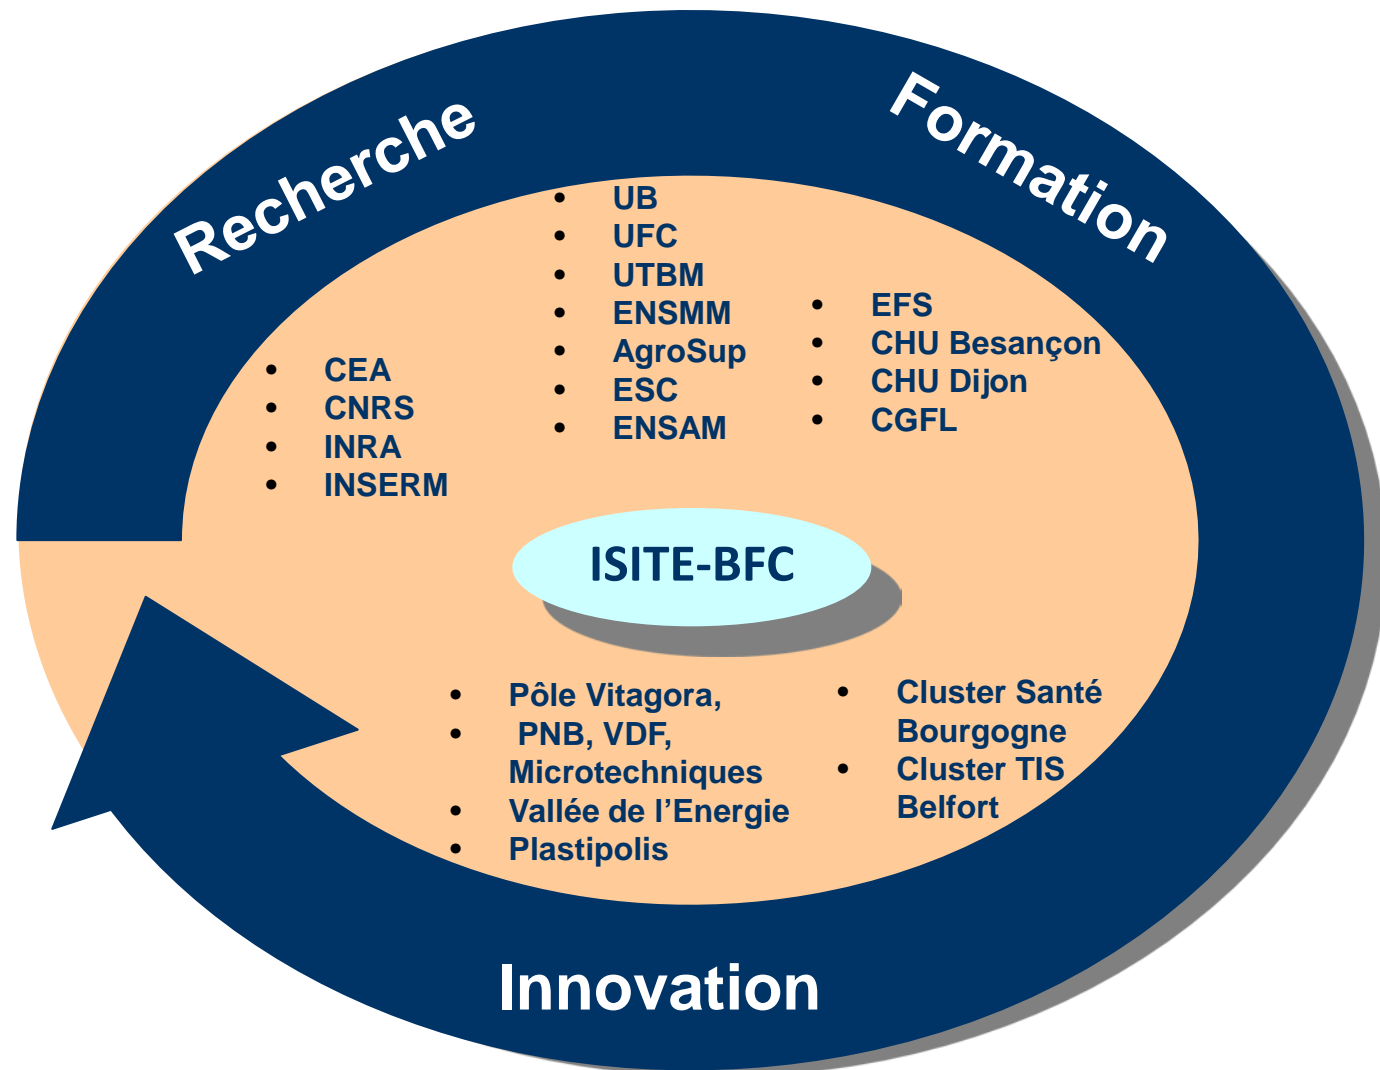 Recherche
Formation
• UB
• UFC
• UTBM
• ENSMM
• AgroSup
• ESC
• ENSAM
• EFS
• CHU Besançon
• CHU Dijon
• CGFL
• CEA
• CNRS
• INRA
• INSERM
ISITE-BFC
• Pôle Vitagora,
• PNB, VDF,
Microtechniques
• Vallée de l’Energie
• Plastipolis
• Cluster Santé
Bourgogne
• Cluster TIS
Belfort
Innovation